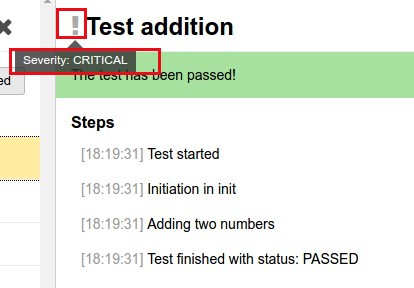 ! Test addition
Severity: CRITICAL
ed
The test has been passed!
Steps
[18:19:31] Test started
[18:19:31] Initiation in init
[18:19:31] Adding two numbers
[18:19:31] Test finished with status: PASSED